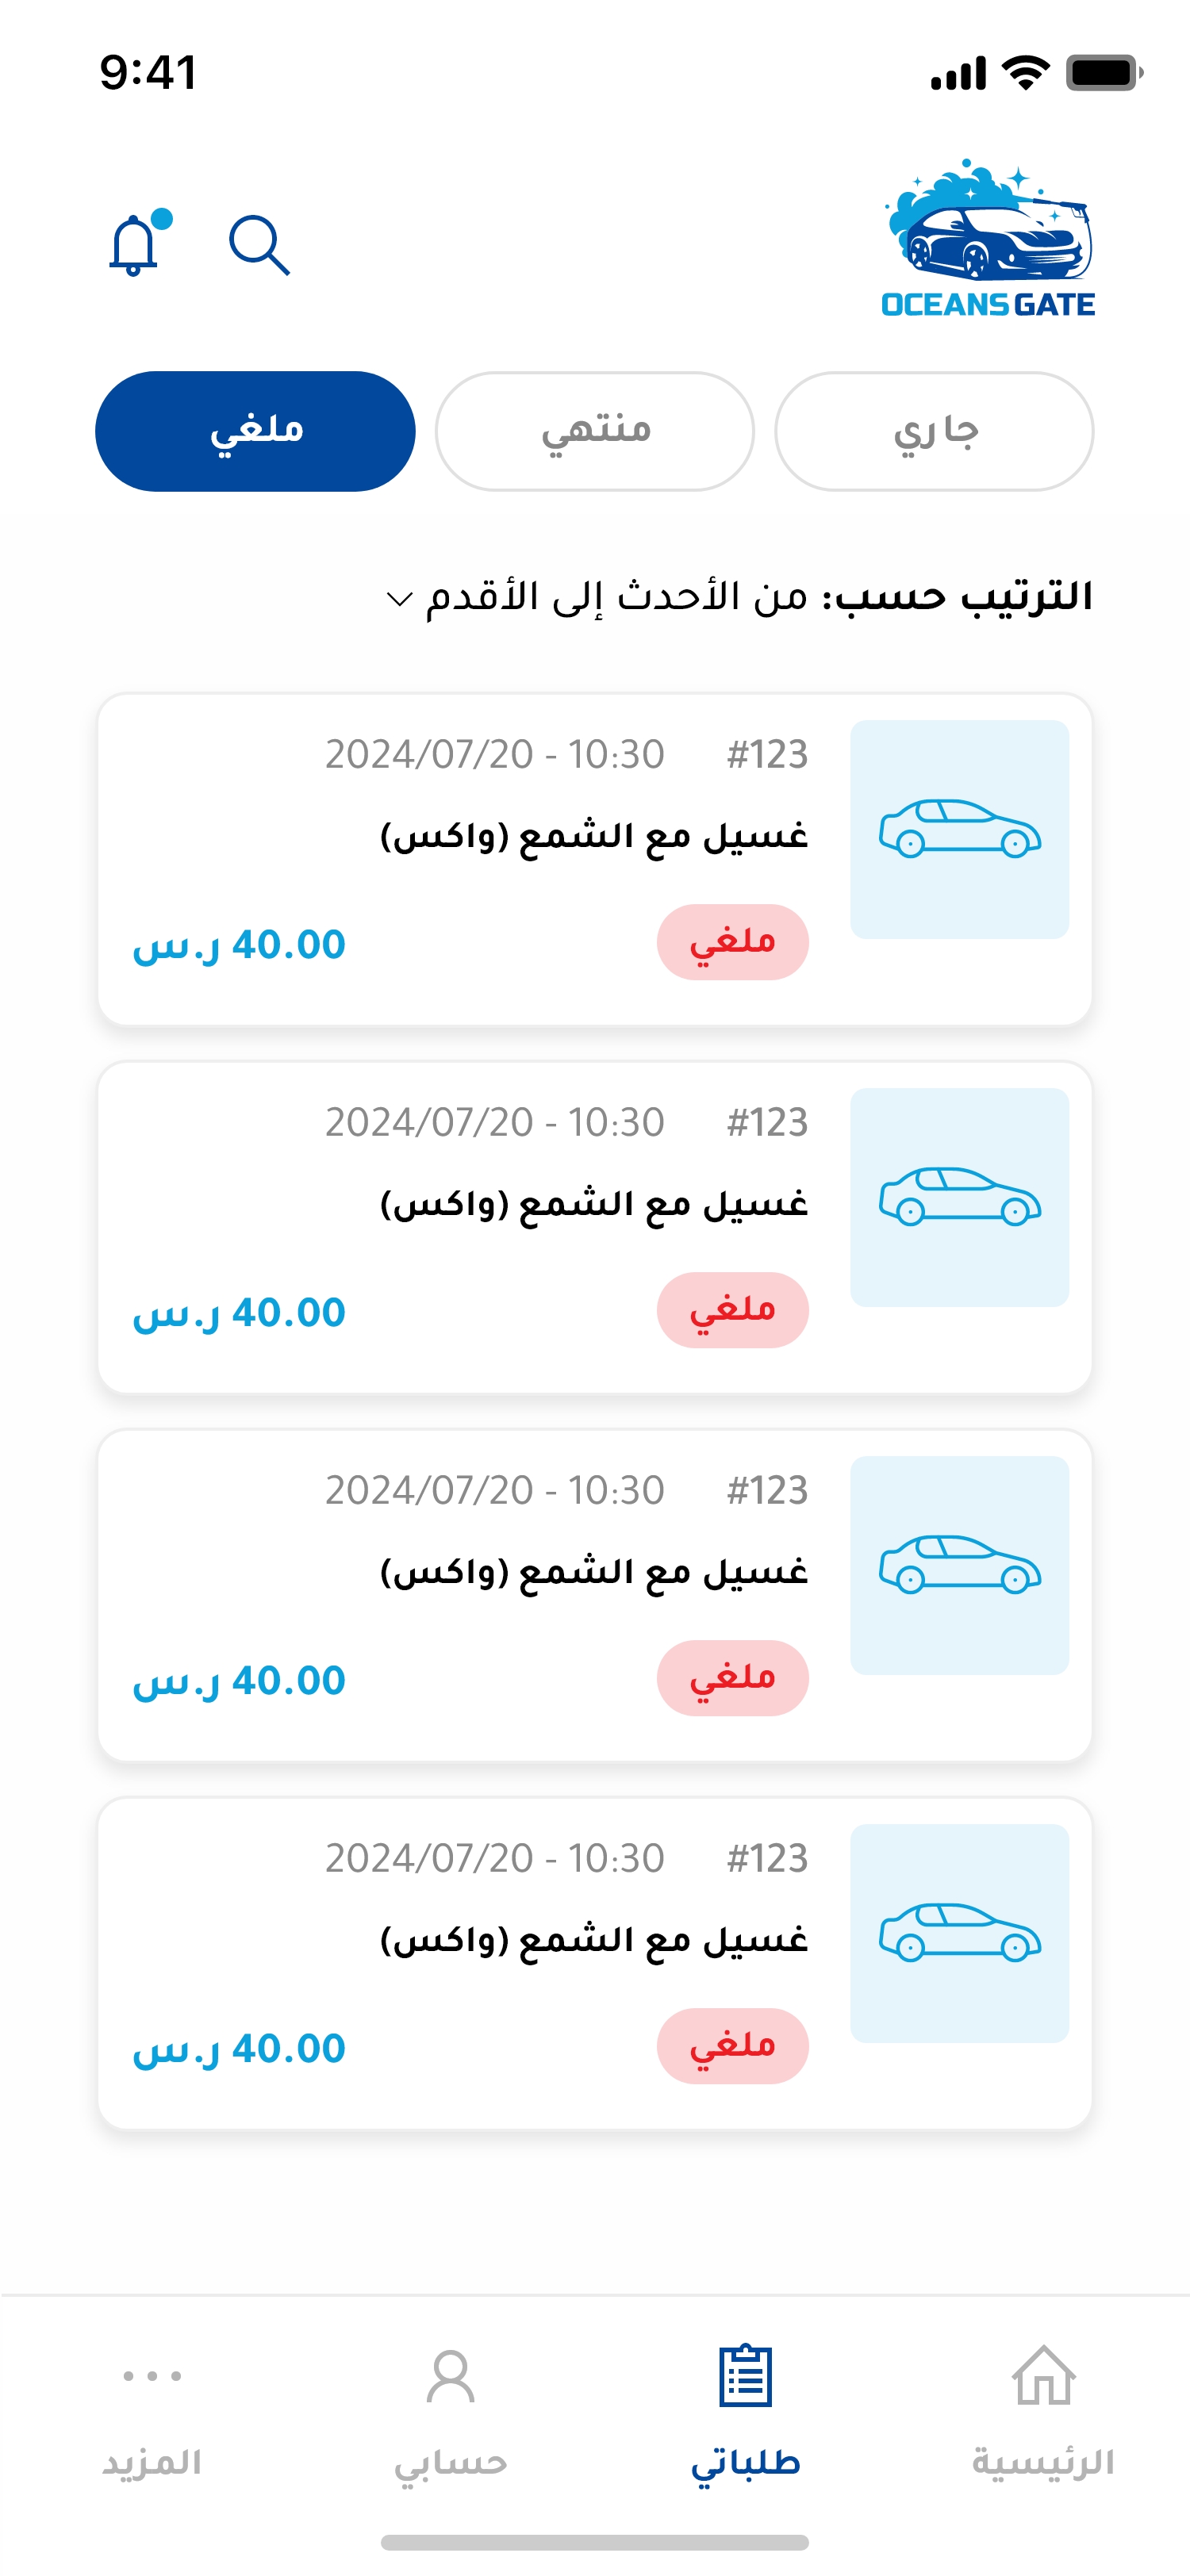 9:41
OCEANS GATE
جاري
منتهي
ملغي
الترتيب حسب: من الأحدث إلى الأقدم
#123 2024/07/20 - 10:30
غسيل مع الشمع (واكس)
ملغي 40.00 ر.س
#123 2024/07/20 - 10:30
غسيل مع الشمع (واكس)
ملغي 40.00 ر.س
#123 2024/07/20 - 10:30
غسيل مع الشمع (واكس)
ملغي 40.00 ر.س
#123 2024/07/20 - 10:30
غسيل مع الشمع (واكس)
ملغي 40.00 ر.س
الرئيسية
طلباتي
حسابي
المزيد